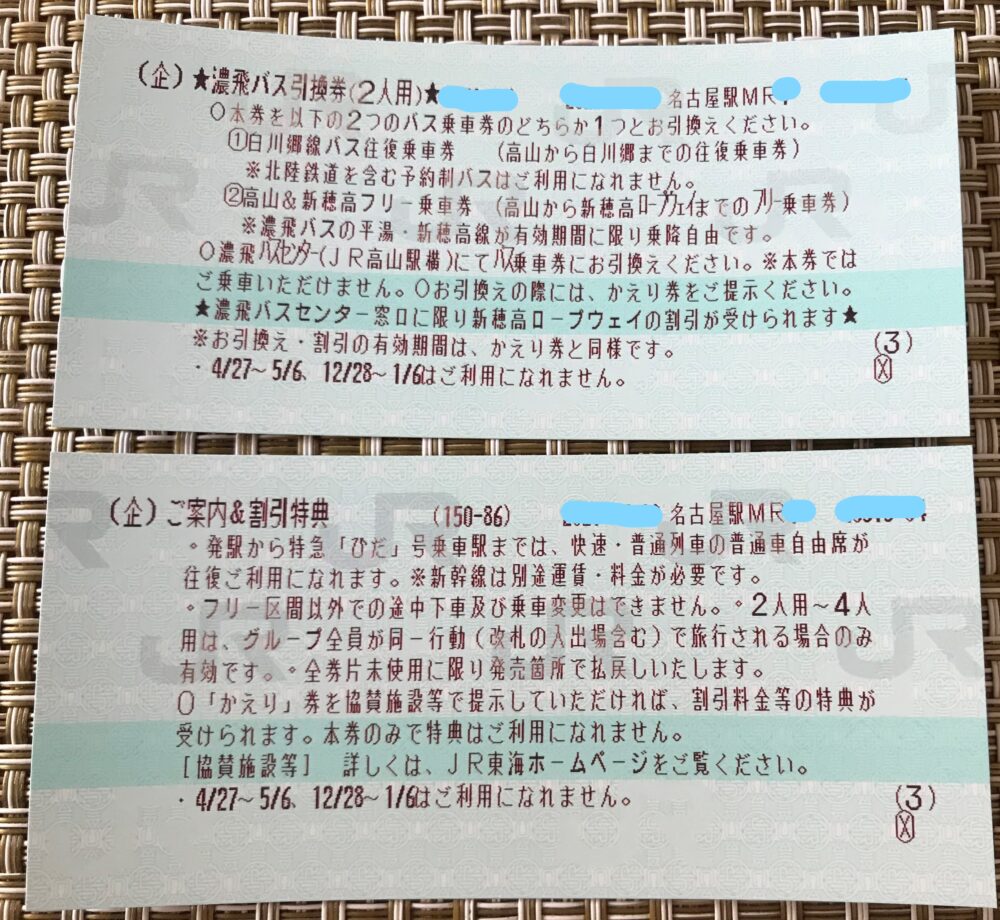 (企) ★濃飛バス引換券(2人用)★ 名古屋駅MR
○本券を以下の2つのバス乗車券のどちらか1つとお引換えください。
①白川郷線バス往復乗車券 (高山から白川郷までの往復乗車券)
※北陸鉄道を含む予約制バスはご利用になれません。
②高山&新穂高フリー乗車券 (高山から新穂高ロープウェイまでのフリー乗車券)
※濃飛バスの平湯・新穂高線が有効期間に限り乗降自由です。
○濃飛バスセンター(JR高山駅横)にてバス乗車券にお引換えください。※本券では
ご乗車いただけません。○お引換えの際には、かえり券をご提示ください。
★濃飛バスセンター窓口に限り新穂高ロープウェイの割引が受けられます★
※お引換え・割引の有効期間は、かえり券と同様です。 (3)
・4/27～5/6、12/28～1/6はご利用になれません。 X
(企) ご案内&割引特典 (150-86) 名古屋駅MR
。発駅から特急「ひだ」号乗車駅までは、快速・普通列車の普通車自由席が
往復ご利用になれます。※新幹線は別途運賃・料金が必要です。
。フリー区間以外での途中下車及び乗車変更はできません。。2人用～4人
用は、グループ全員が同一行動(改札の入出場含む)で旅行される場合のみ
有効です。。全券片未使用に限り発売箇所で払戻しいたします。
○「かえり」券を協賛施設等で提示していただければ、割引料金等の特典が
受けられます。本券のみで特典はご利用になれません。
[協賛施設等] 詳しくは、JR東海ホームページをご覧ください。
・4/27～5/6、12/28～1/6はご利用になれません。 (3)
X